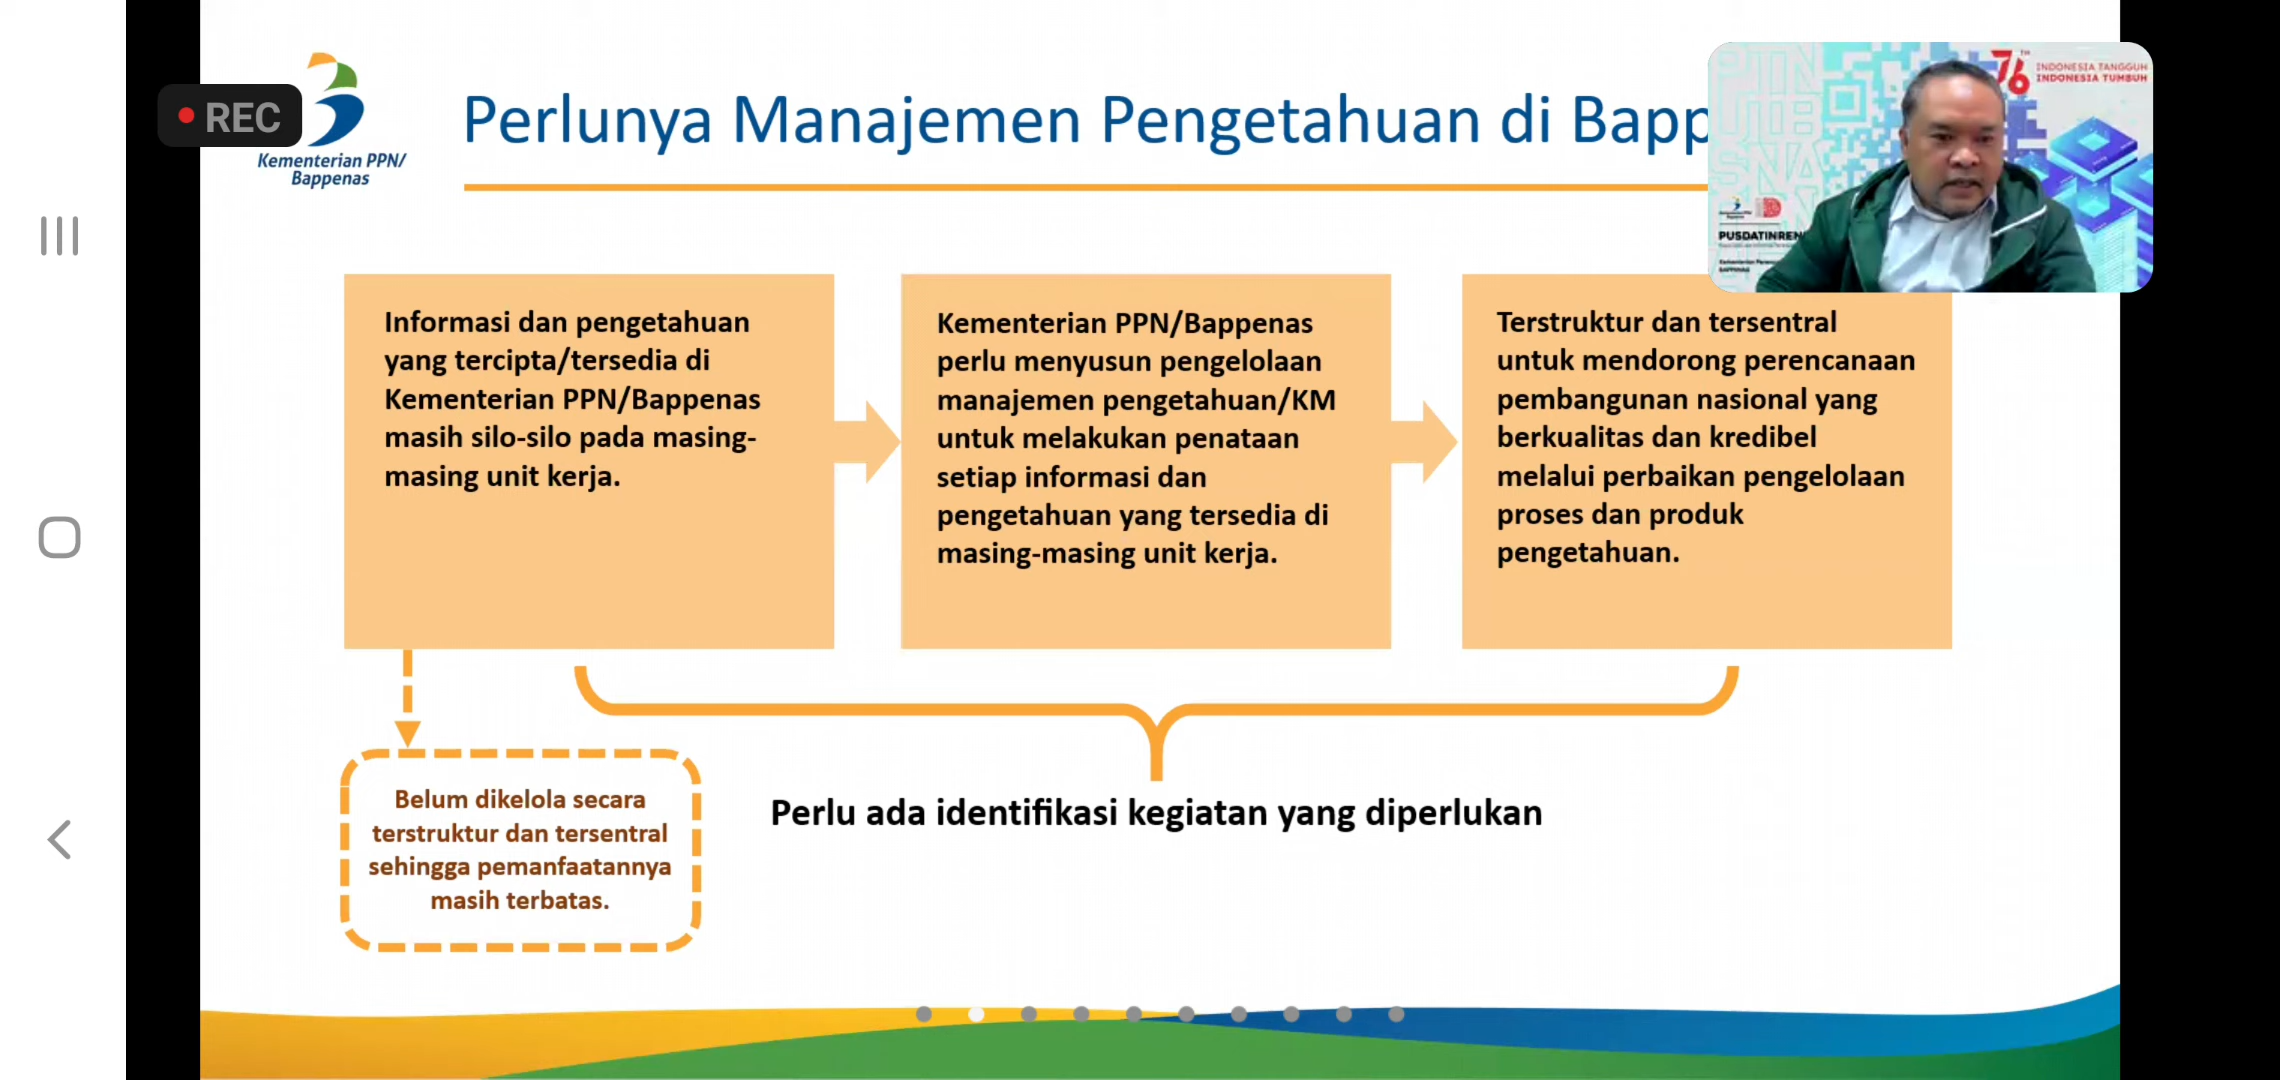 REC
Kementerian PPN/
Bappenas
Perlunya Manajemen Pengetahuan di Bapp
76 TH
INDONESIA TANGGUH
INDONESIA TUMBUH
PUSDATINREN
Informasi dan pengetahuan
yang tercipta/tersedia di
Kementerian PPN/Bappenas
masih silo-silo pada masing-
masing unit kerja.
Kementerian PPN/Bappenas
perlu menyusun pengelolaan
manajemen pengetahuan/KM
untuk melakukan penataan
setiap informasi dan
pengetahuan yang tersedia di
masing-masing unit kerja.
Terstruktur dan tersentral
untuk mendorong perencanaan
pembangunan nasional yang
berkualitas dan kredibel
melalui perbaikan pengelolaan
proses dan produk
pengetahuan.
Belum dikelola secara
terstruktur dan tersentral
sehingga pemanfaatannya
masih terbatas.
Perlu ada identifikasi kegiatan yang diperlukan